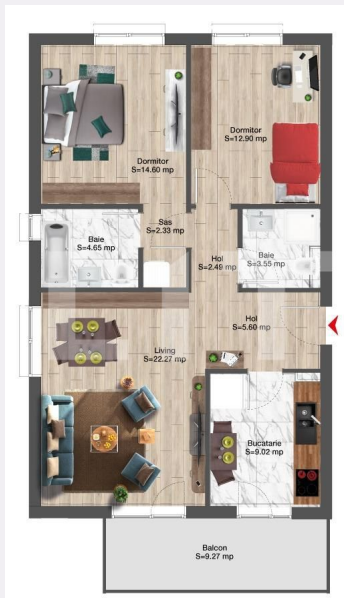 Dormitor
S=12.90 mp
Dormitor
S=14.60 mp
Sas
S=2.33 mp
Baie
S=4.65 mp
Hol
S=2.49 mp
Baie
S=3.55 mp
Hol
S=5.60 mp
Living
S=22.27 mp
Bucatarie
S=9.02 mp
Balcon
S=9.27 mp